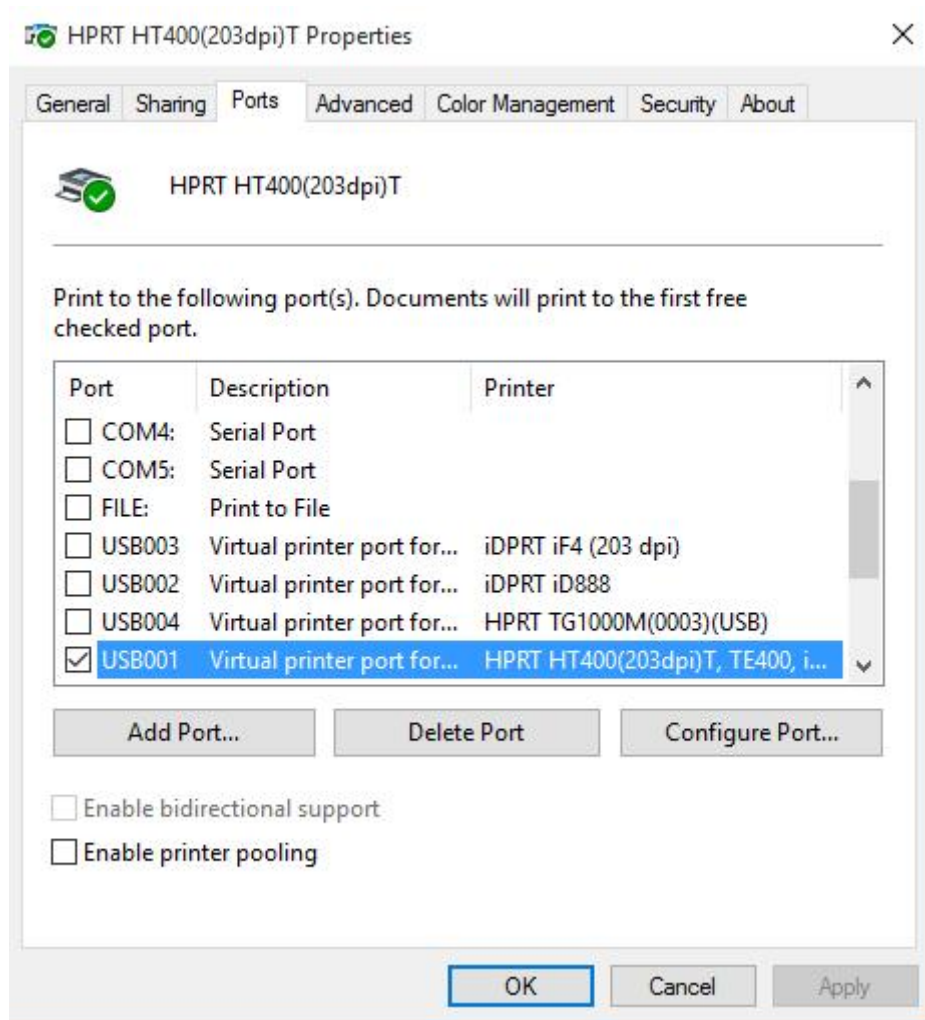 HPRT HT400(203dpi)T Properties
General Sharing Ports Advanced Color Management Security About
HPRT HT400(203dpi)T
Print to the following port(s). Documents will print to the first free
checked port.
Port Description Printer
COM4: Serial Port
COM5: Serial Port
FILE: Print to File
USB003 Virtual printer port for... iDPRT iF4 (203 dpi)
USB002 Virtual printer port for... iDPRT iD888
USB004 Virtual printer port for... HPRT TG1000M(0003)(USB)
USB001 Virtual printer port for... HPRT HT400(203dpi)T, TE400, i...
Add Port... Delete Port Configure Port...
Enable bidirectional support
Enable printer pooling
OK Cancel Apply